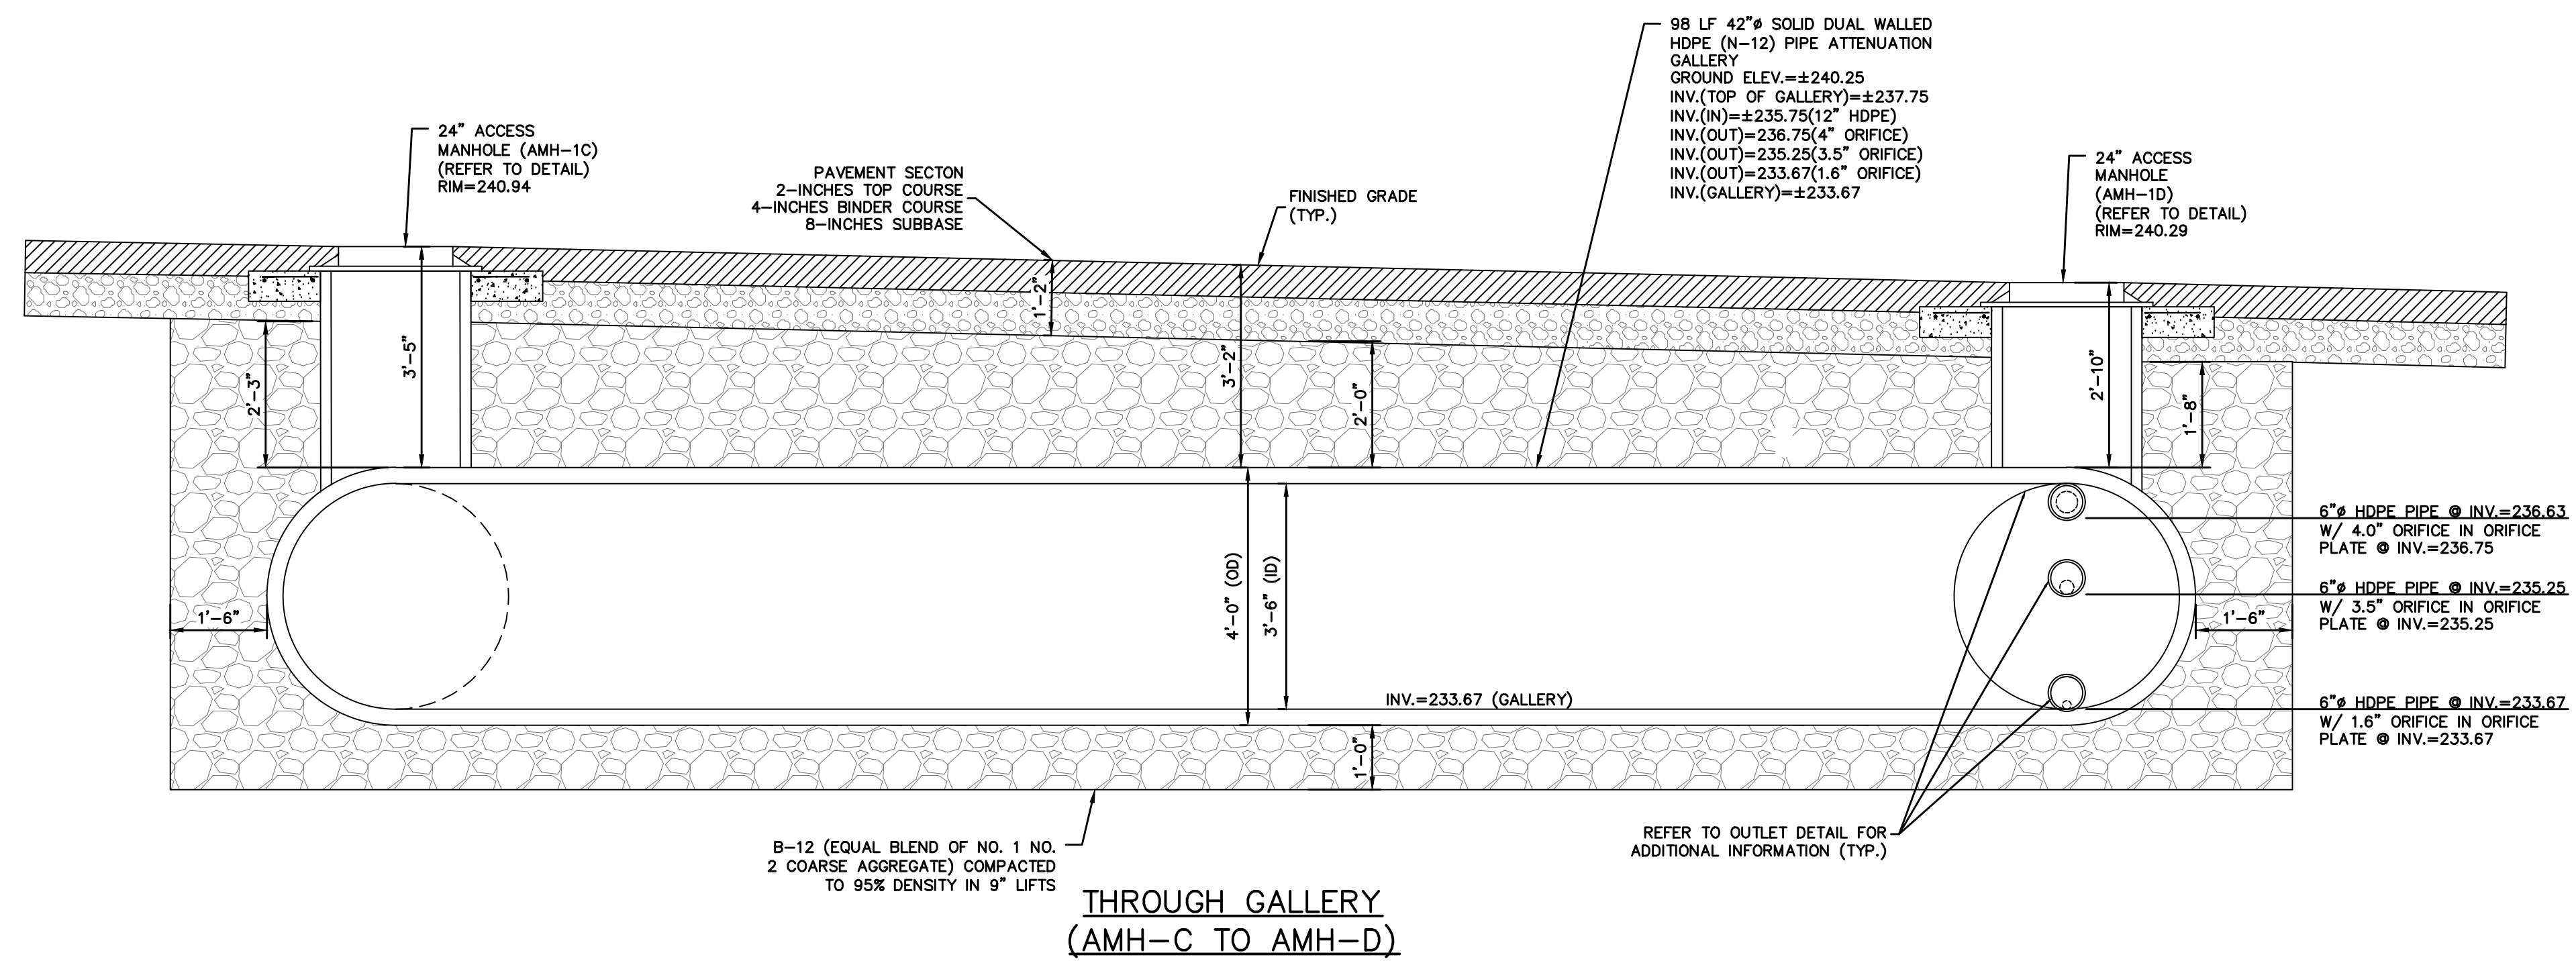 98 LF 42"ø SOLID DUAL WALLED
HDPE (N-12) PIPE ATTENUATION
GALLERY
GROUND ELEV.=±240.25
INV.(TOP OF GALLERY)=±237.75
INV.(IN)=±235.75(12" HDPE)
INV.(OUT)=236.75(4" ORIFICE)
INV.(OUT)=235.25(3.5" ORIFICE)
INV.(OUT)=233.67(1.6" ORIFICE)
INV.(GALLERY)=±233.67
24" ACCESS
MANHOLE (AMH-1C)
(REFER TO DETAIL)
RIM=240.94
PAVEMENT SECTON
2-INCHES TOP COURSE
4-INCHES BINDER COURSE
8-INCHES SUBBASE
FINISHED GRADE
(TYP.)
24" ACCESS
MANHOLE
(AMH-1D)
(REFER TO DETAIL)
RIM=240.29
2'-3"
3'-5"
1'-2"
3'-2"
2'-0"
2'-10"
1'-8"
6"ø HDPE PIPE @ INV.=236.63
W/ 4.0" ORIFICE IN ORIFICE
PLATE @ INV.=236.75
6"ø HDPE PIPE @ INV.=235.25
W/ 3.5" ORIFICE IN ORIFICE
PLATE @ INV.=235.25
6"ø HDPE PIPE @ INV.=233.67
W/ 1.6" ORIFICE IN ORIFICE
PLATE @ INV.=233.67
1'-6"
4'-0" (OD)
3'-6" (ID)
1'-6"
INV.=233.67 (GALLERY)
1'-0"
B-12 (EQUAL BLEND OF NO. 1 NO.
2 COARSE AGGREGATE) COMPACTED
TO 95% DENSITY IN 9" LIFTS
REFER TO OUTLET DETAIL FOR
ADDITIONAL INFORMATION (TYP.)
THROUGH GALLERY
(AMH-C TO AMH-D)